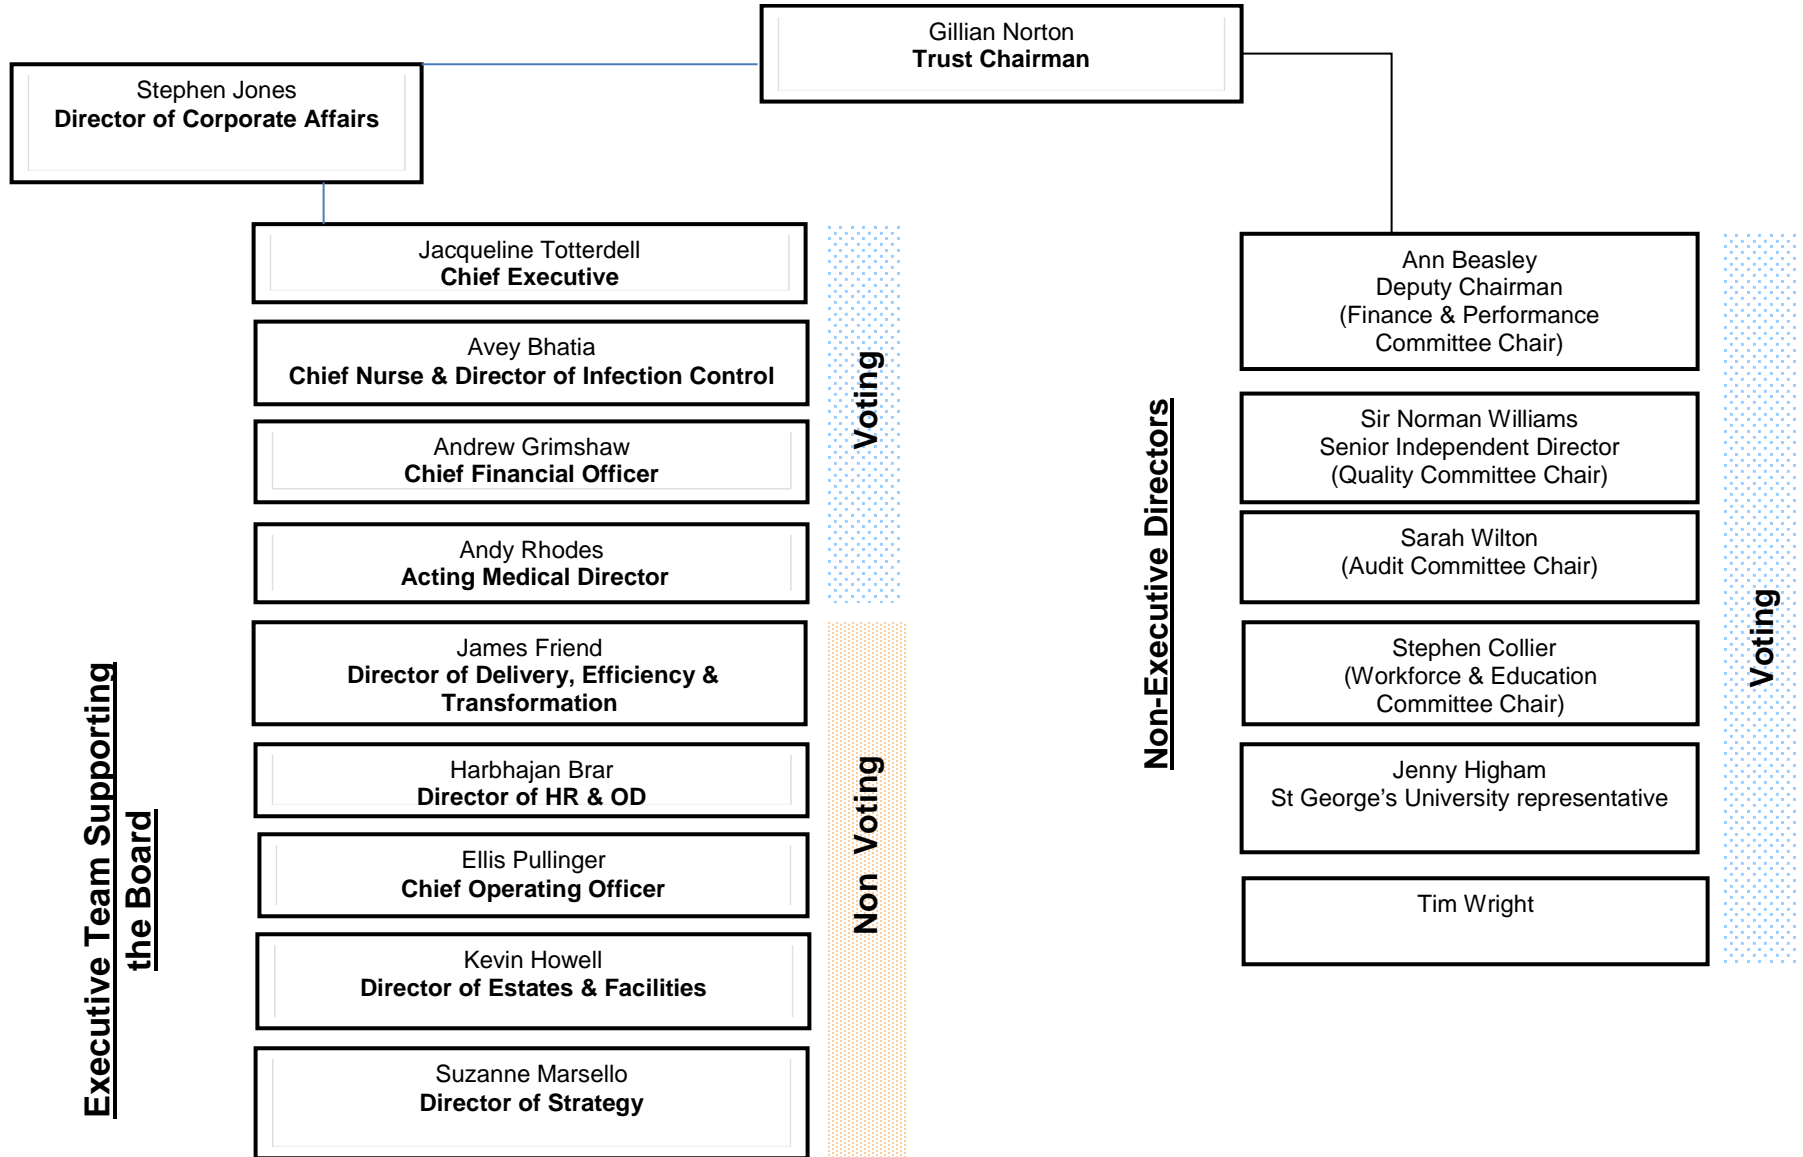 Gillian Norton
Trust Chairman
Stephen Jones
Director of Corporate Affairs
Jacqueline Totterdell
Chief Executive
Avey Bhatia
Chief Nurse & Director of Infection Control
Andrew Grimshaw
Chief Financial Officer
Andy Rhodes
Acting Medical Director
Voting
Executive Team Supporting
the Board
James Friend
Director of Delivery, Efficiency &
Transformation
Harbhajan Brar
Director of HR & OD
Ellis Pullinger
Chief Operating Officer
Kevin Howell
Director of Estates & Facilities
Suzanne Marsello
Director of Strategy
Non Voting
Non-Executive Directors
Ann Beasley
Deputy Chairman
(Finance & Performance
Committee Chair)
Sir Norman Williams
Senior Independent Director
(Quality Committee Chair)
Sarah Wilton
(Audit Committee Chair)
Stephen Collier
(Workforce & Education
Committee Chair)
Jenny Higham
St George’s University representative
Tim Wright
Voting